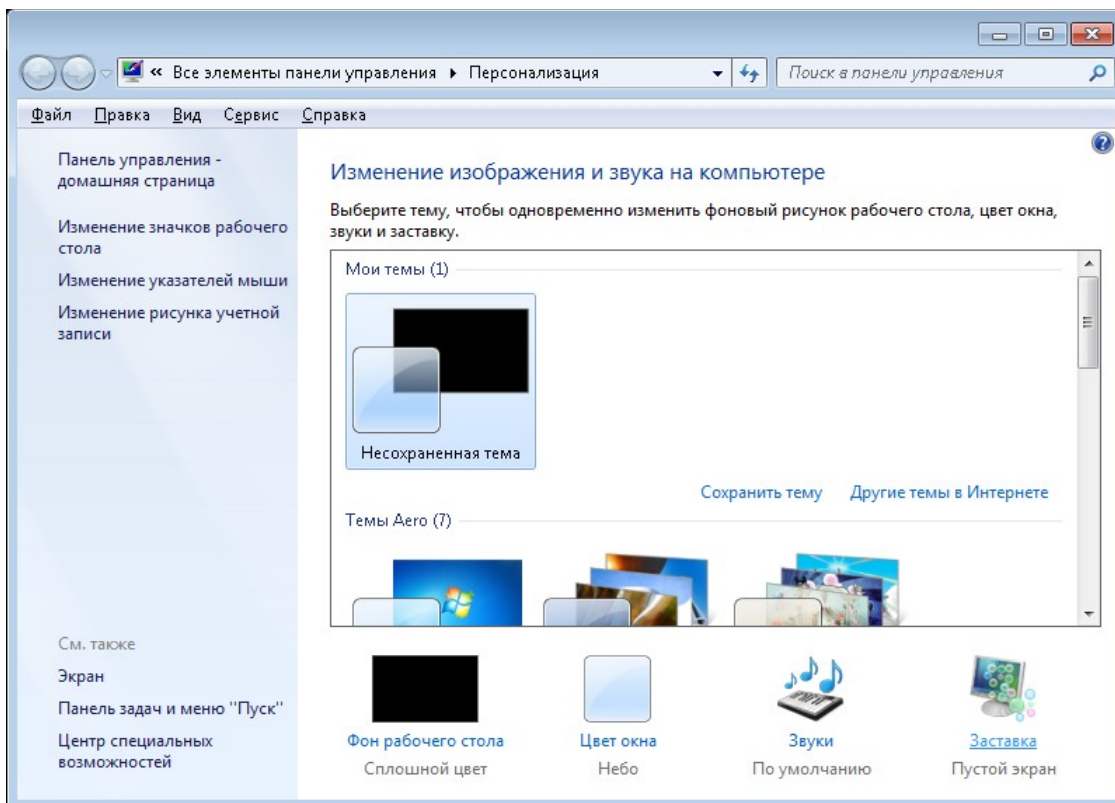 « Все элементы панели управления ▸ Персонализация
Поиск в панели управления
Файл Правка Вид Сервис Справка
Панель управления -
домашняя страница
Изменение значков рабочего
стола
Изменение указателей мыши
Изменение рисунка учетной
записи
См. также
Экран
Панель задач и меню "Пуск"
Центр специальных
возможностей
Изменение изображения и звука на компьютере
Выберите тему, чтобы одновременно изменить фоновый рисунок рабочего стола, цвет окна,
звуки и заставку.
Мои темы (1)
Несохраненная тема
Сохранить тему Другие темы в Интернете
Темы Aero (7)
Фон рабочего стола Цвет окна Звуки Заставка
Сплошной цвет Небо По умолчанию Пустой экран